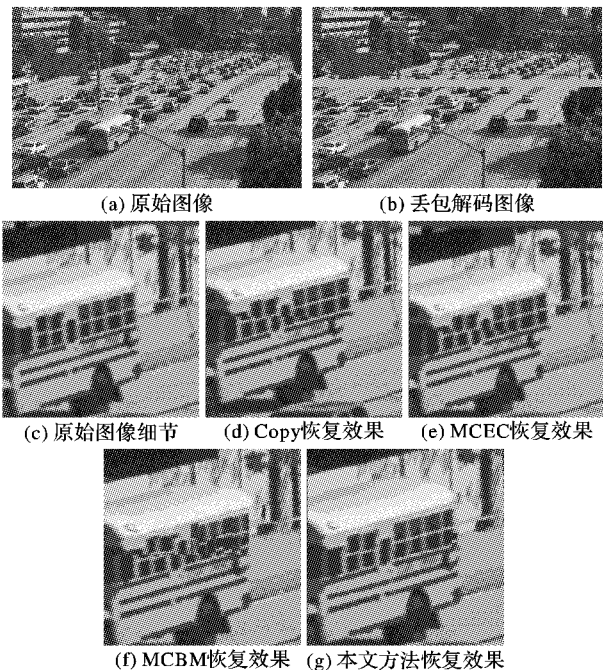 (a) 原始图像
(b) 丢包解码图像
(c) 原始图像细节
(d) Copy恢复效果
(e) MCEC恢复效果
(f) MCBM恢复效果
(g) 本文方法恢复效果